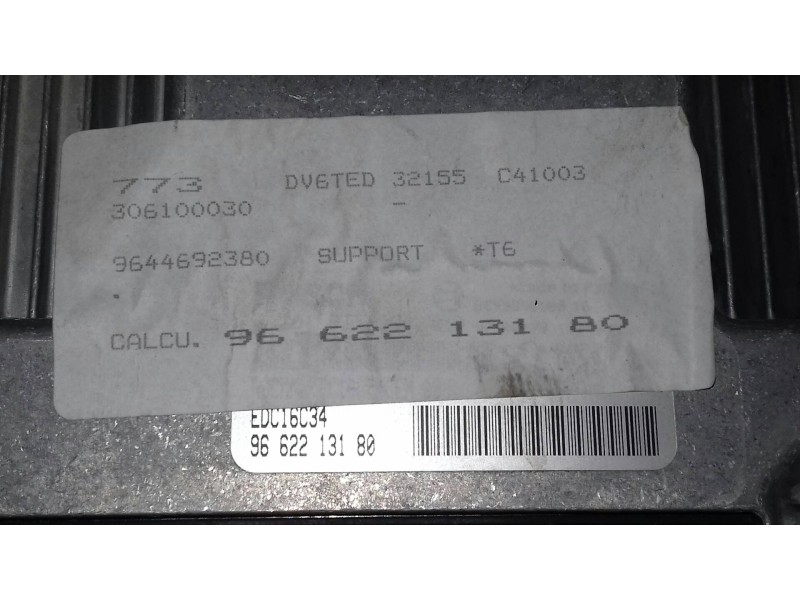 773 DV6TED 32155 C41003
306100030 -
9644692380 SUPPORT *T6
.
CALCU. 96 622 131 80
EDC16C34
96 622 131 80